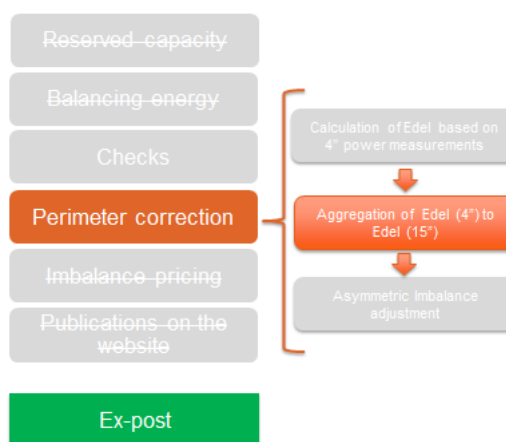 Reserved capacity
Balancing energy
Checks
Perimeter correction
Imbalance pricing
Publications on the
website
Ex-post
Calculation of Edel based on
4" power measurements
Aggregation of Edel (4") to
Edel (15")
Asymmetric Imbalance
adjustment